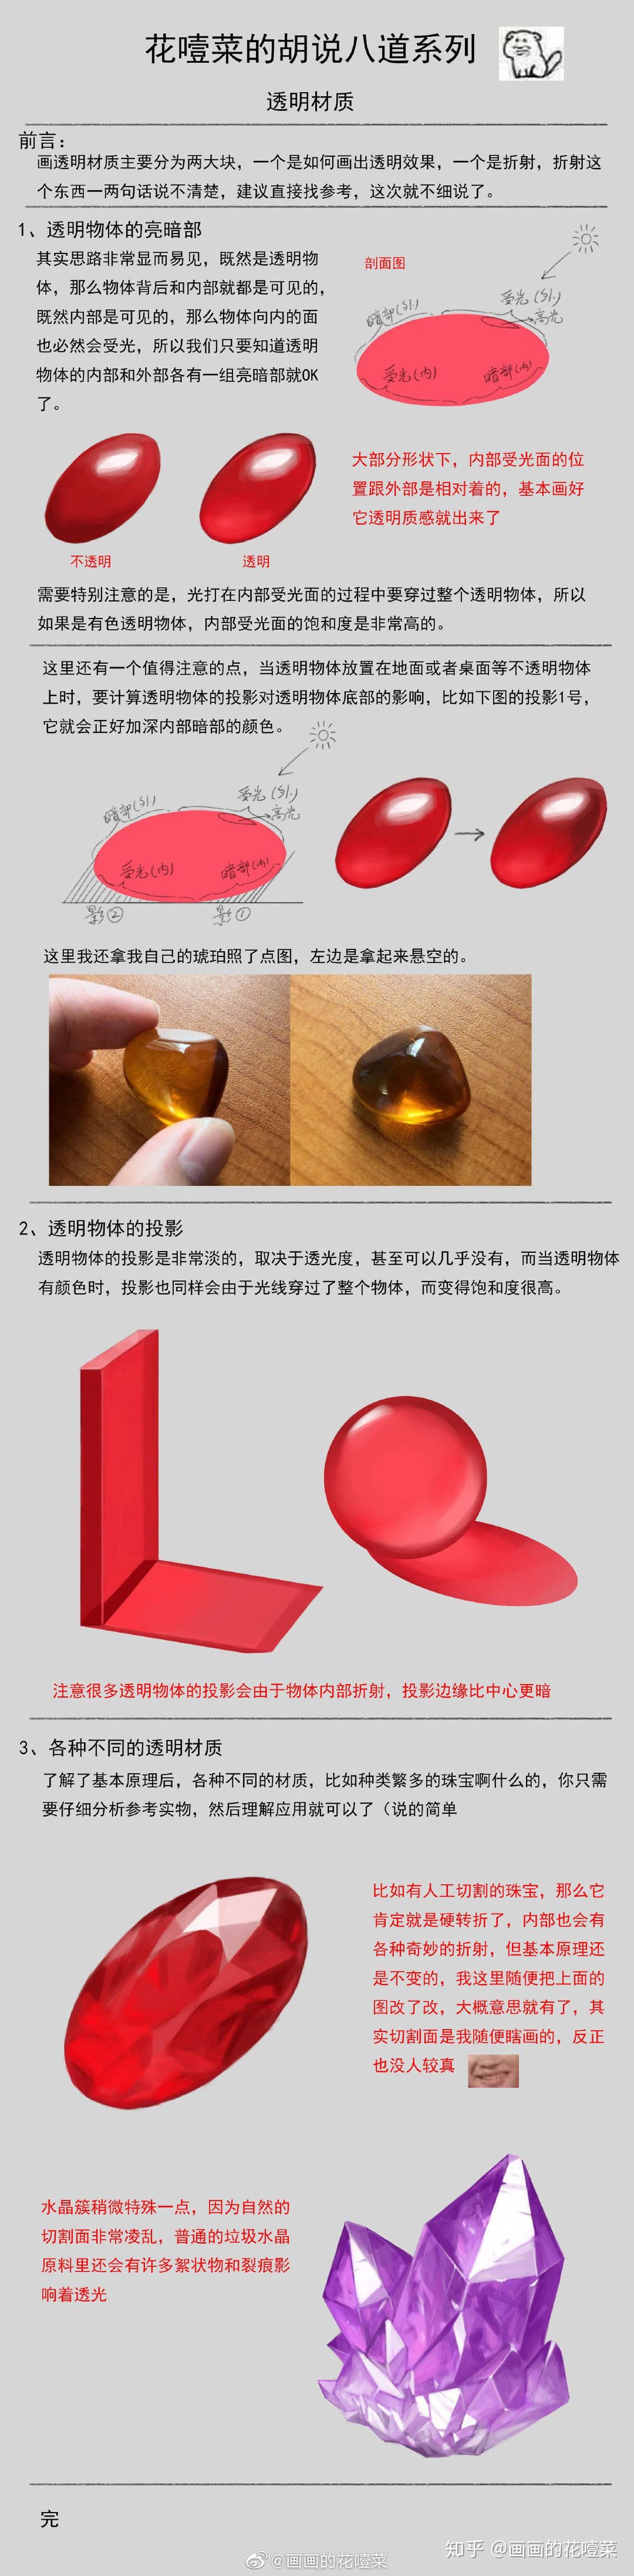 花噎菜的胡说八道系列
透明材质
前言：
画透明材质主要分为两大块，一个是如何画出透明效果，一个是折射，折射这
个东西一两句话说不清楚，建议直接找参考，这次就不细说了。
1、透明物体的亮暗部
其实思路非常显而易见，既然是透明物
体，那么物体背后和内部就都是可见的，
既然内部是可见的，那么物体向内的面
也必然会受光，所以我们只要知道透明
物体的内部和外部各有一组亮暗部就OK
了。
剖面图
暗部(外)
受光(外)
高光
受光(内)
暗部(内)
大部分形状下，内部受光面的位
置跟外部是相对着的，基本画好
它透明质感就出来了
不透明
透明
需要特别注意的是，光打在内部受光面的过程中要穿过整个透明物体，所以
如果是有色透明物体，内部受光面的饱和度是非常高的。
这里还有一个值得注意的点，当透明物体放置在地面或者桌面等不透明物体
上时，要计算透明物体的投影对透明物体底部的影响，比如下图的投影1号，
它就会正好加深内部暗部的颜色。
暗部(外)
受光(外)
高光
受光(内)
暗部(内)
影②
影①
这里我还拿我自己的琥珀照了点图，左边是拿起来悬空的。
2、透明物体的投影
透明物体的投影是非常淡的，取决于透光度，甚至可以几乎没有，而当透明物体
有颜色时，投影也同样会由于光线穿过了整个物体，而变得饱和度很高。
注意很多透明物体的投影会由于物体内部折射，投影边缘比中心更暗
3、各种不同的透明材质
了解了基本原理后，各种不同的材质，比如种类繁多的珠宝啊什么的，你只需
要仔细分析参考实物，然后理解应用就可以了（说的简单
比如有人工切割的珠宝，那么它
肯定就是硬转折了，内部也会有
各种奇妙的折射，但基本原理还
是不变的，我这里随便把上面的
图改了改，大概意思就有了，其
实切割面是我随便瞎画的，反正
也没人较真
水晶簇稍微特殊一点，因为自然的
切割面非常凌乱，普通的垃圾水晶
原料里还会有许多絮状物和裂痕影
响着透光
完
知乎 @画画的花噎菜
@画画的花噎菜